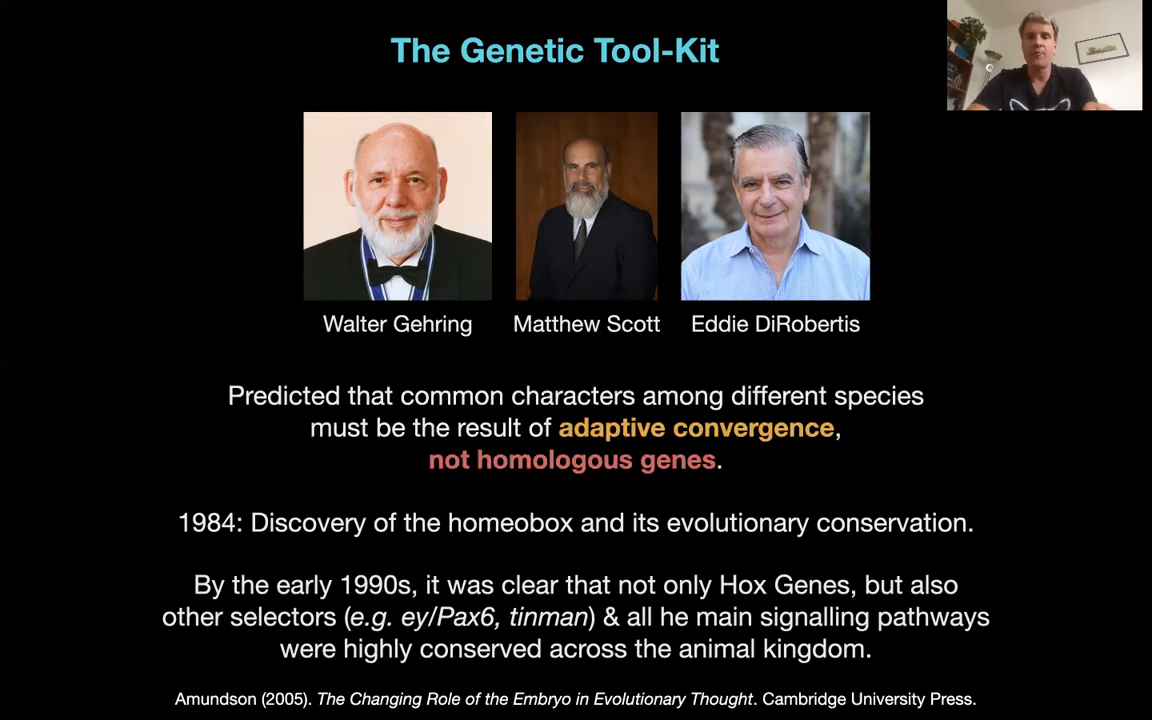 The Genetic Tool-Kit
Walter Gehring
Matthew Scott
Eddie DiRobertis
Predicted that common characters among different species
must be the result of adaptive convergence,
not homologous genes.
1984: Discovery of the homeobox and its evolutionary conservation.
By the early 1990s, it was clear that not only Hox Genes, but also
other selectors (e.g. ey/Pax6, tinman) & all he main signalling pathways
were highly conserved across the animal kingdom.
Amundson (2005). The Changing Role of the Embryo in Evolutionary Thought. Cambridge University Press.